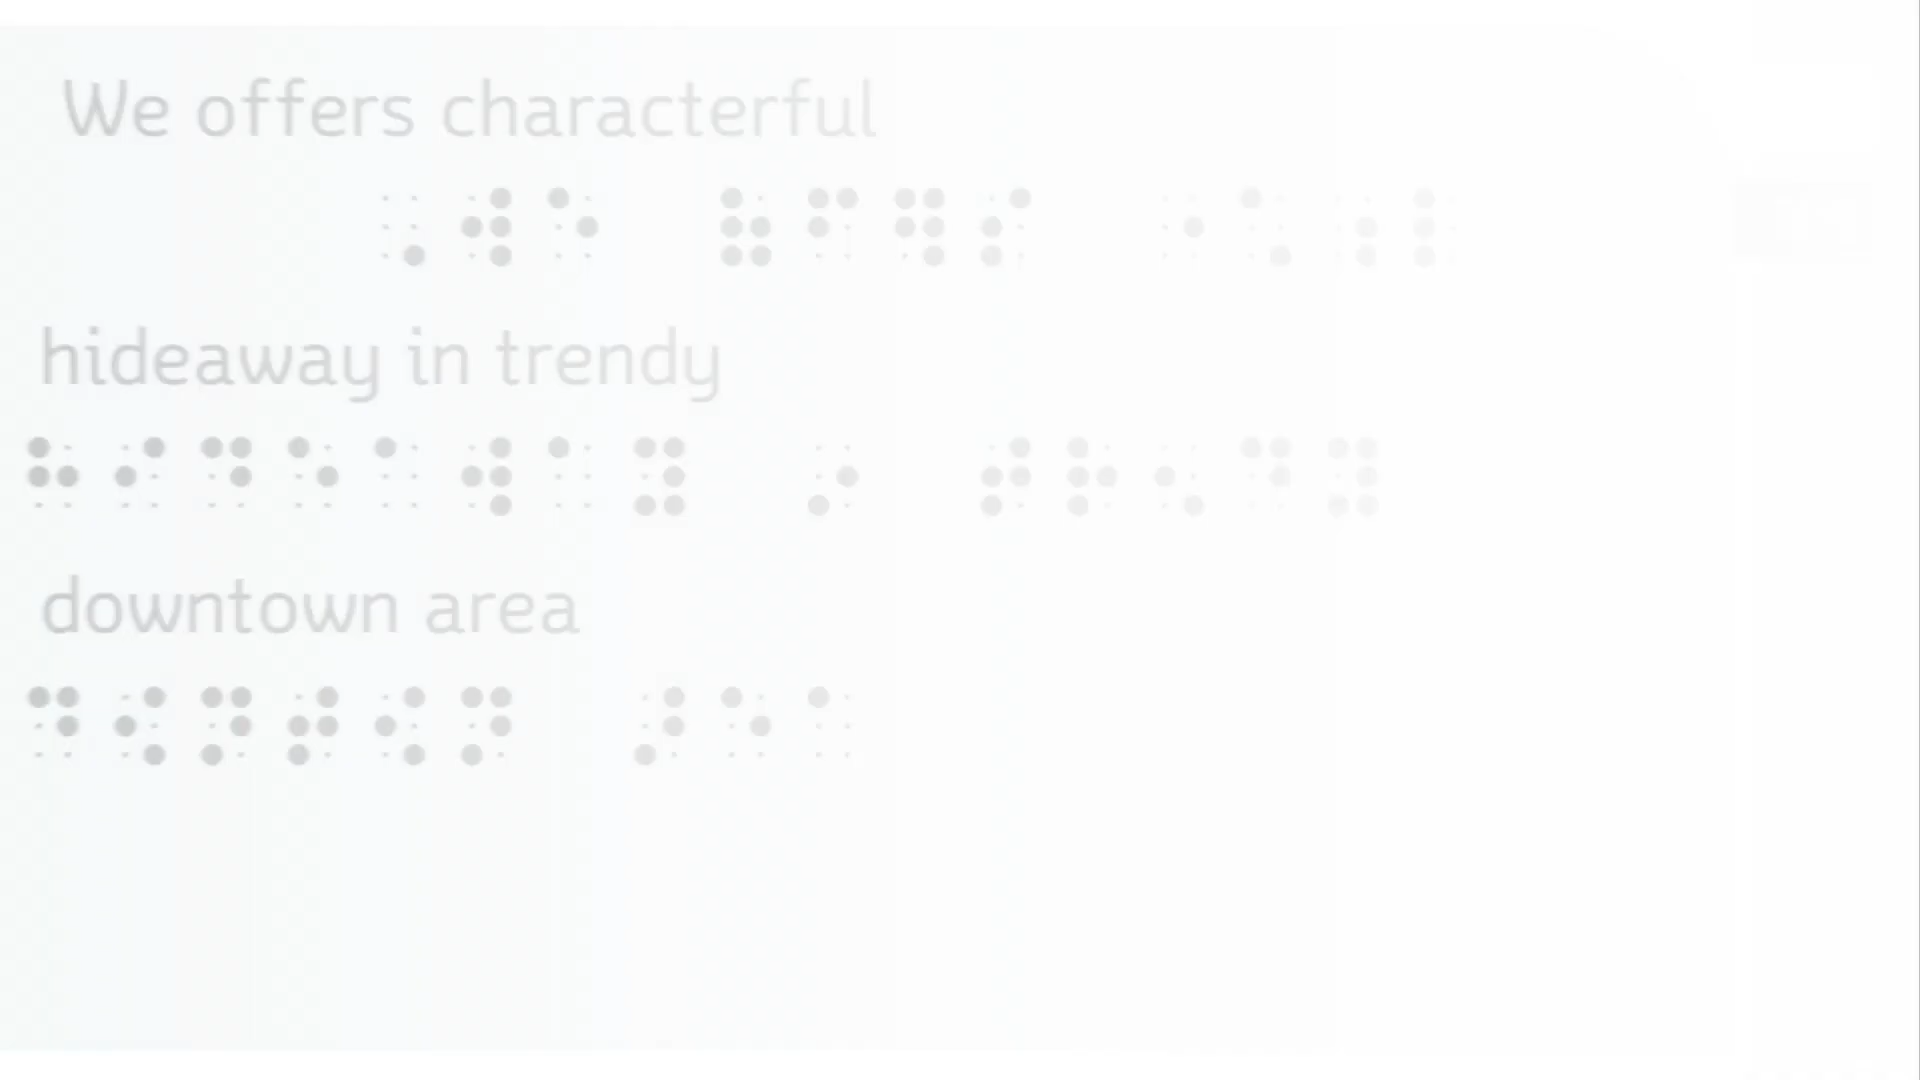 We offers characterful
⠠⠺⠑ ⠷⠋⠻⠎ ⠐⠡⠰⠇
hideaway in trendy
⠓⠊⠙⠑⠁⠺⠁⠽ ⠔ ⠞⠗⠢⠙⠽
downtown area
⠙⠪⠝⠞⠪⠝ ⠜⠑⠁